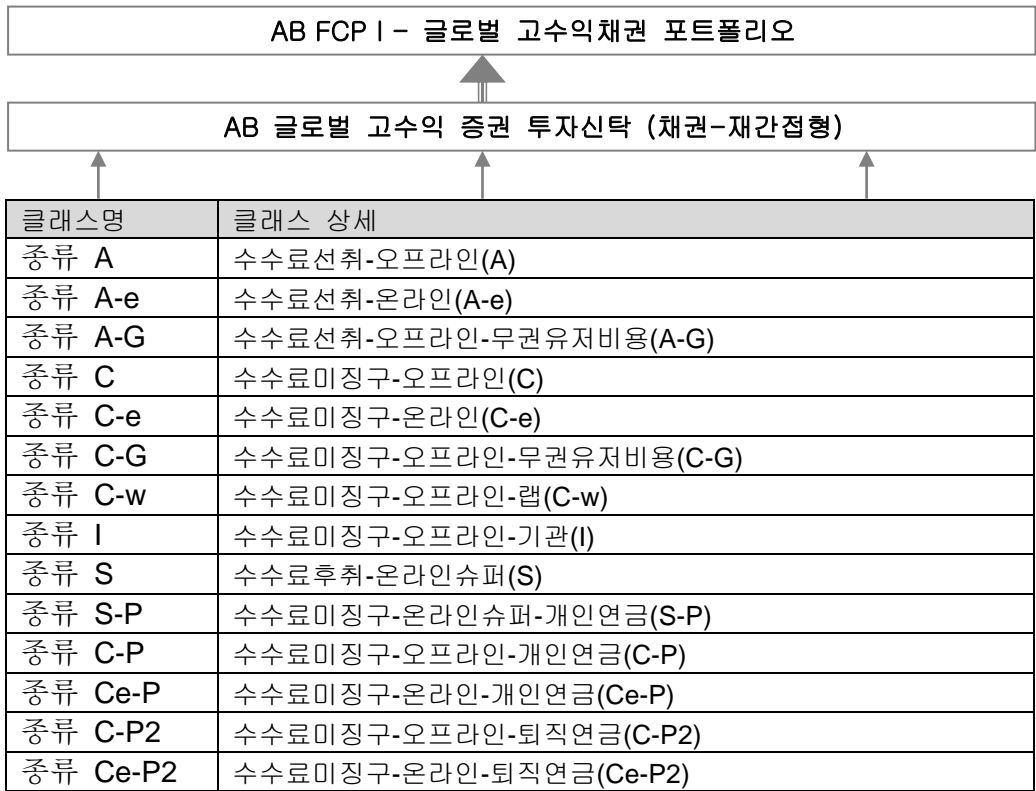 AB FCP I - 글로벌 고수익채권 포트폴리오
AB 글로벌 고수익 증권 투자신탁 (채권-재간접형)
클래스명 클래스 상세
종류 A 수수료선취-오프라인(A)
종류 A-e 수수료선취-온라인(A-e)
종류 A-G 수수료선취-오프라인-무권유저비용(A-G)
종류 C 수수료미징구-오프라인(C)
종류 C-e 수수료미징구-온라인(C-e)
종류 C-G 수수료미징구-오프라인-무권유저비용(C-G)
종류 C-w 수수료미징구-오프라인-랩(C-w)
종류 I 수수료미징구-오프라인-기관(I)
종류 S 수수료후취-온라인슈퍼(S)
종류 S-P 수수료미징구-온라인슈퍼-개인연금(S-P)
종류 C-P 수수료미징구-오프라인-개인연금(C-P)
종류 Ce-P 수수료미징구-온라인-개인연금(Ce-P)
종류 C-P2 수수료미징구-오프라인-퇴직연금(C-P2)
종류 Ce-P2 수수료미징구-온라인-퇴직연금(Ce-P2)